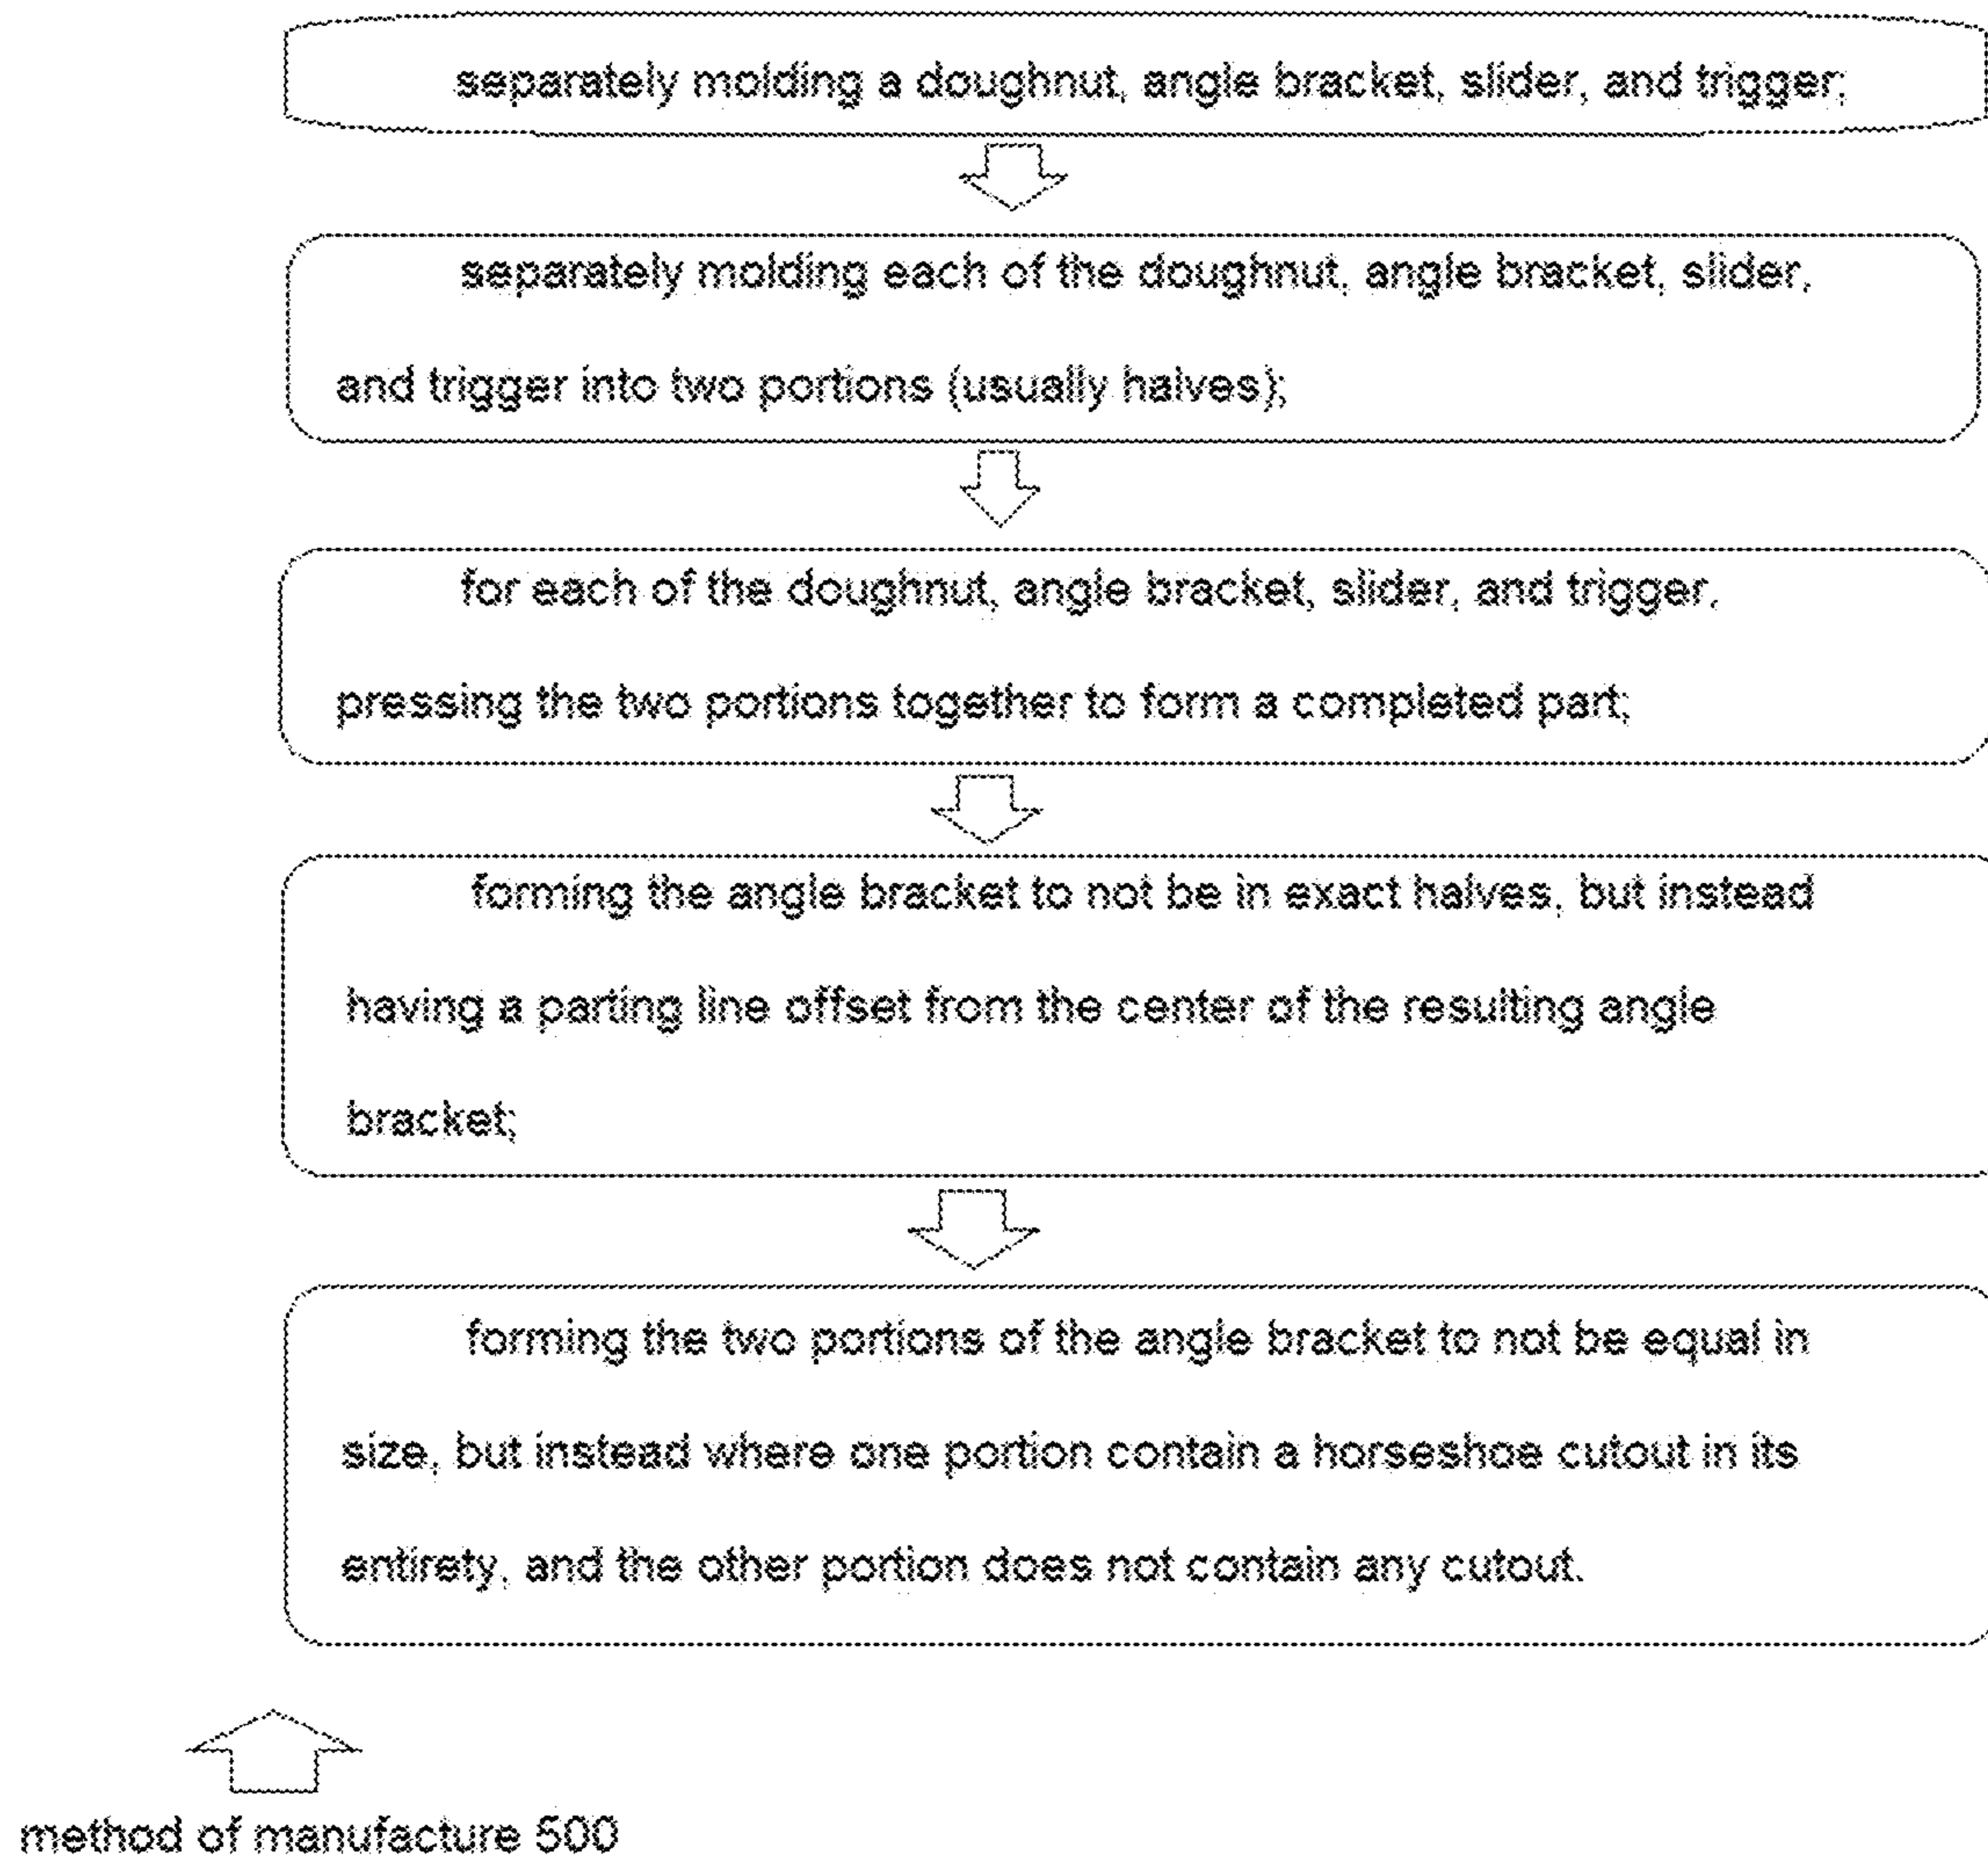 separately molding a doughnut, angle bracket, slider, and trigger;
separately molding each of the doughnut, angle bracket, slider,
and trigger into two portions (usually halves);
for each of the doughnut, angle bracket, slider, and trigger,
pressing the two portions together to form a completed part;
forming the angle bracket to not be in exact halves, but instead
having a parting line offset from the center of the resulting angle
bracket;
forming the two portions of the angle bracket to not be equal in
size, but instead where one portion contain a horseshoe cutout in its
entirety, and the other portion does not contain any cutout.
method of manufacture 500